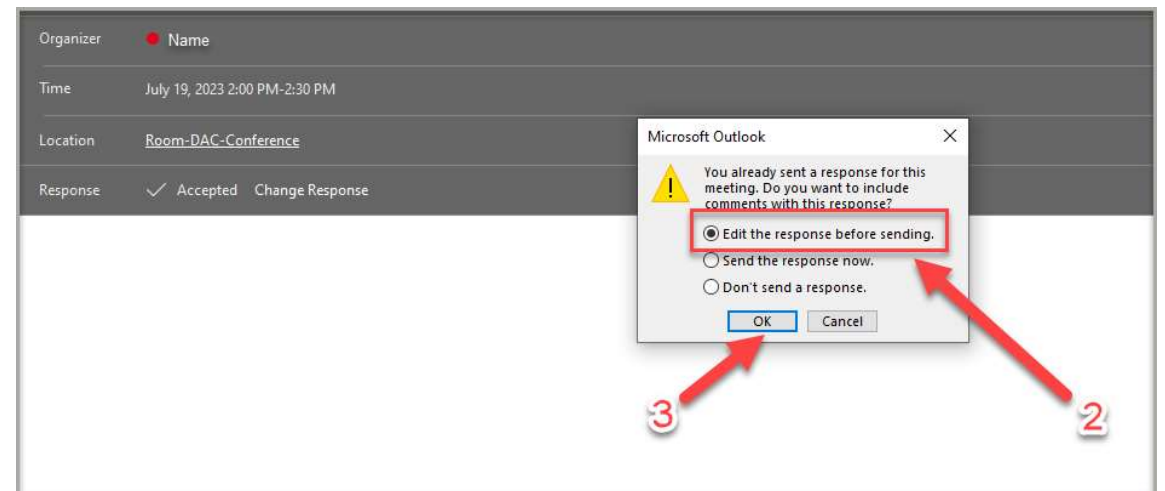 Organizer Name
Time July 19, 2023 2:00 PM-2:30 PM
Location Room-DAC-Conference
Response Accepted Change Response
Microsoft Outlook
You already sent a response for this
meeting. Do you want to include
comments with this response?
Edit the response before sending.
Send the response now.
Don't send a response.
OK Cancel
3
2